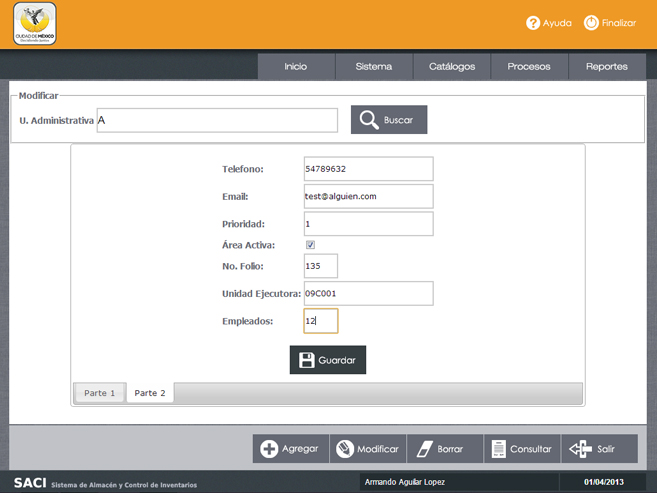 CIUDAD DE MÉXICO
Ayuda
Finalizar
Inicio
Sistema
Catálogos
Procesos
Reportes
Modificar
U. Administrativa A
Buscar
Telefono: 54789632
Email: test@alguien.com
Prioridad: 1
Área Activa:
No. Folio: 135
Unidad Ejecutora: 09C001
Empleados: 12
Guardar
Parte 1
Parte 2
Agregar
Modificar
Borrar
Consultar
Salir
SACI Sistema de Almacén y Control de Inventarios
Armando Aguilar Lopez
01/04/2013